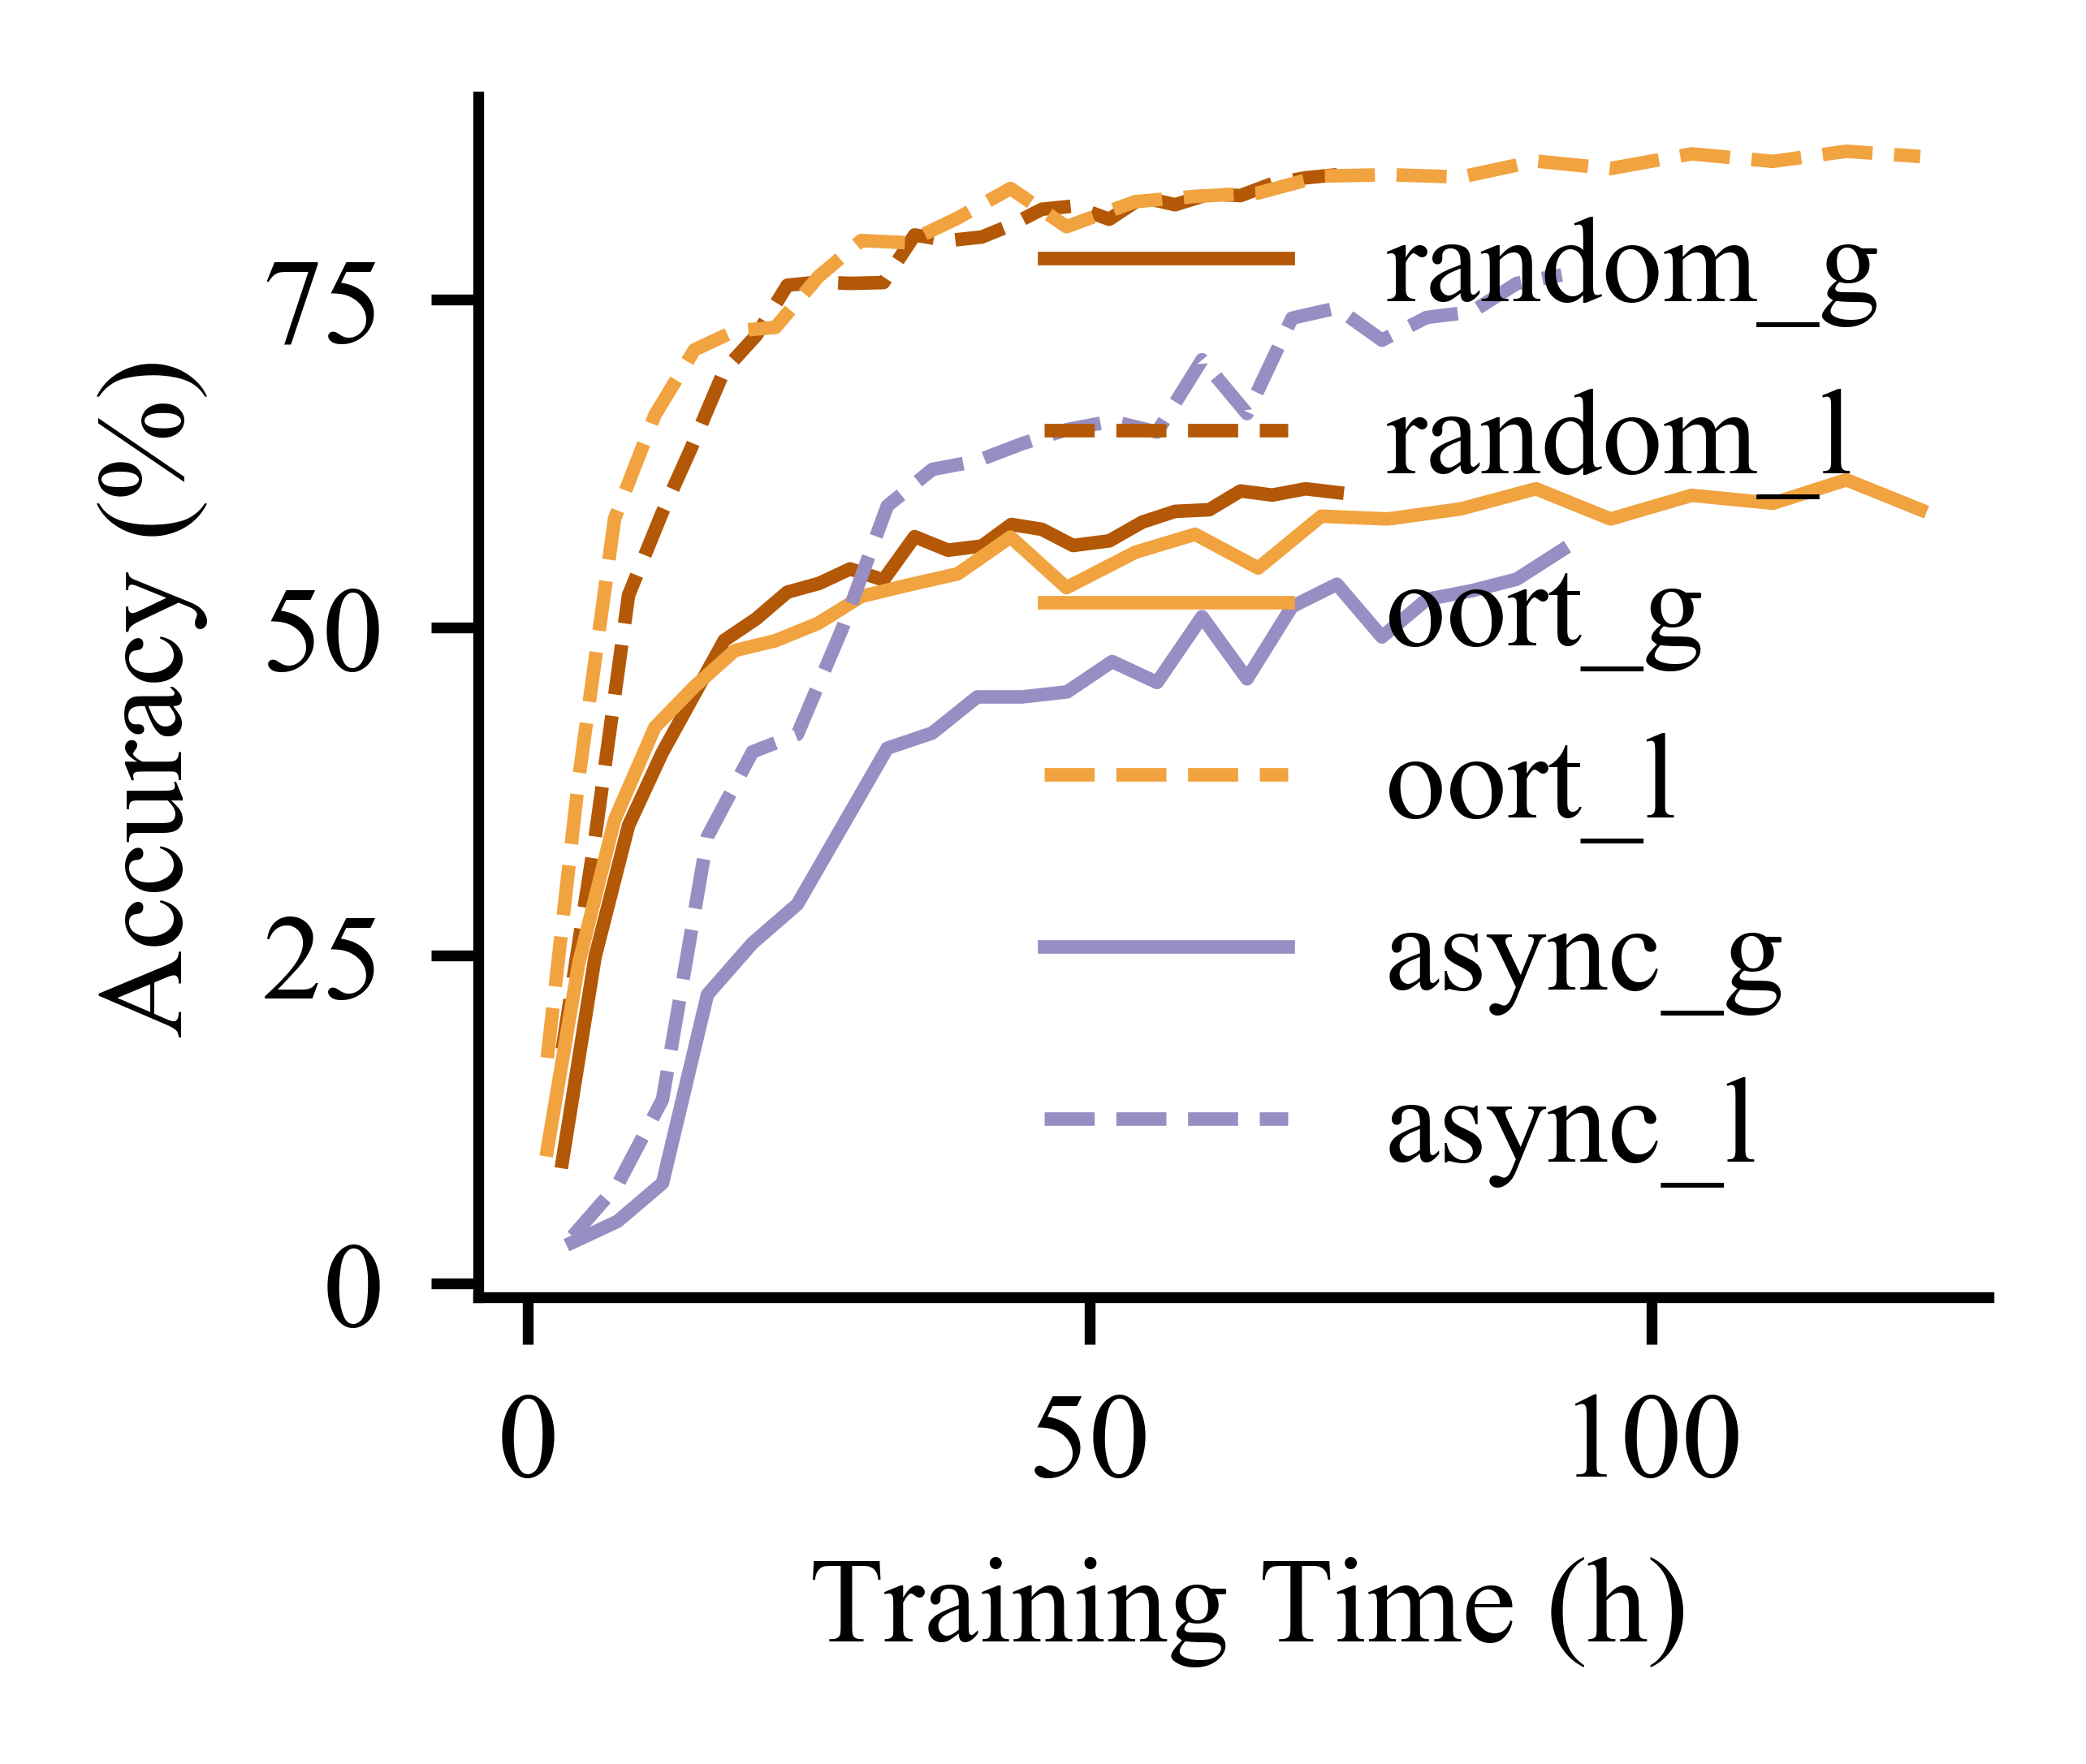 Accuracy (%)
75
50
25
0
0 50 100
Training Time (h)
random_g
random_l
oort_g
oort_l
async_g
async_l